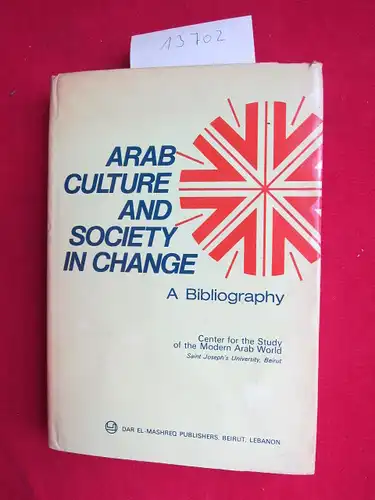 13702
ARAB
CULTURE
AND
SOCIETY
IN CHANGE
A Bibliography
Center for the Study
of the Modern Arab World
Saint Joseph's University, Beirut
DAR EL-MASHREQ PUBLISHERS, BEIRUT, LEBANON